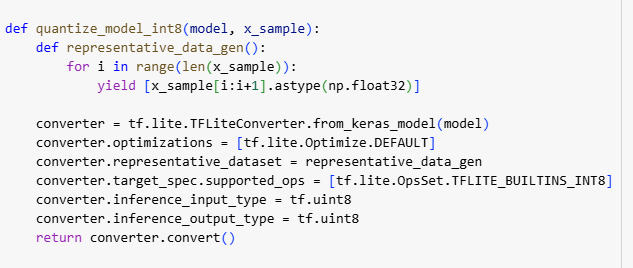 def quantize_model_int8(model, x_sample):
    def representative_data_gen():
        for i in range(len(x_sample)):
            yield [x_sample[i:i+1].astype(np.float32)]

    converter = tf.lite.TFLiteConverter.from_keras_model(model)
    converter.optimizations = [tf.lite.Optimize.DEFAULT]
    converter.representative_dataset = representative_data_gen
    converter.target_spec.supported_ops = [tf.lite.OpsSet.TFLITE_BUILTINS_INT8]
    converter.inference_input_type = tf.uint8
    converter.inference_output_type = tf.uint8
    return converter.convert()